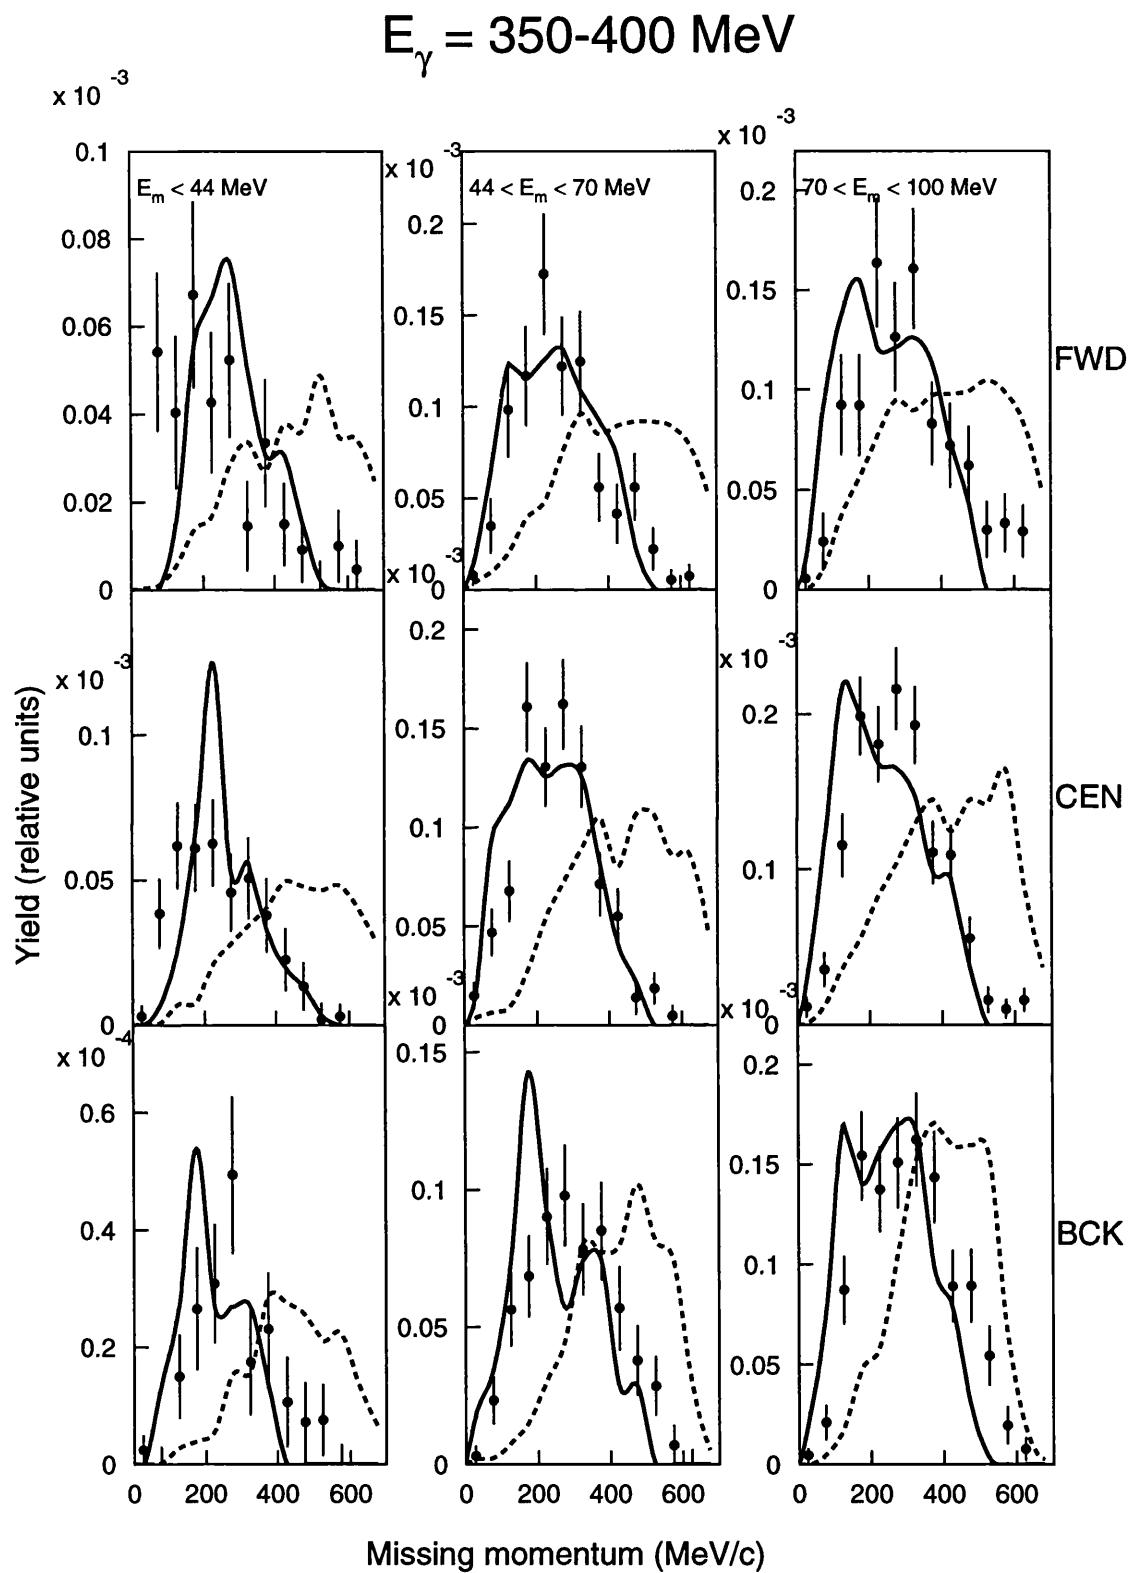 Eγ = 350-400 MeV
x 10 -3
x 10 -3
x 10 -3
0.1
0.08
0.06
0.04
0.02
0
Em < 44 MeV
0.2
0.15
0.1
0.05
0
44 < Em < 70 MeV
0.2
0.15
0.1
0.05
0
70 < Em < 100 MeV
FWD
x 10 -3
x 10 -3
x 10 -3
0.1
0.05
0
0.2
0.15
0.1
0.05
0
0.2
0.1
0
CEN
x 10 -4
x 10 -3
x 10 -3
0.6
0.4
0.2
0
0.15
0.1
0.05
0
0.2
0.15
0.1
0.05
0
BCK
0 200 400 600
0 200 400 600
0 200 400 600
Yield (relative units)
Missing momentum (MeV/c)